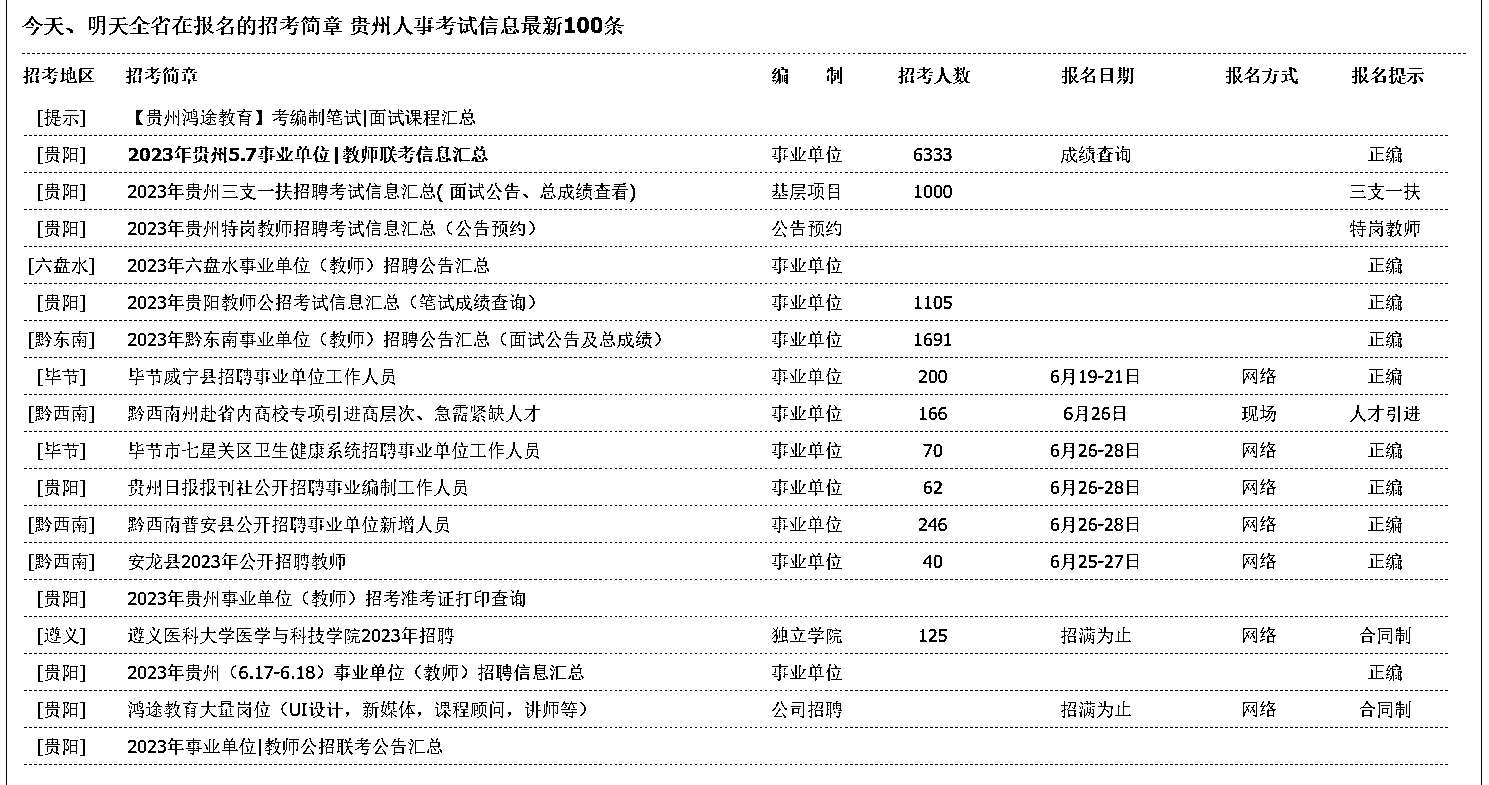 今天、明天全省在报名的招考简章 贵州人事考试信息最新100条
招考地区 招考简章 编 制 招考人数 报名日期 报名方式 报名提示
[提示] 【贵州鸿途教育】考编制笔试|面试课程汇总
[贵阳] 2023年贵州5.7事业单位|教师联考信息汇总 事业单位 6333 成绩查询 正编
[贵阳] 2023年贵州三支一扶招聘考试信息汇总( 面试公告、总成绩查看) 基层项目 1000 三支一扶
[贵阳] 2023年贵州特岗教师招聘考试信息汇总（公告预约） 公告预约 特岗教师
[六盘水] 2023年六盘水事业单位（教师）招聘公告汇总 事业单位 正编
[贵阳] 2023年贵阳教师公招考试信息汇总（笔试成绩查询） 事业单位 1105 正编
[黔东南] 2023年黔东南事业单位（教师）招聘公告汇总（面试公告及总成绩） 事业单位 1691 正编
[毕节] 毕节威宁县招聘事业单位工作人员 事业单位 200 6月19-21日 网络 正编
[黔西南] 黔西南州赴省内高校专项引进高层次、急需紧缺人才 事业单位 166 6月26日 现场 人才引进
[毕节] 毕节市七星关区卫生健康系统招聘事业单位工作人员 事业单位 70 6月26-28日 网络 正编
[贵阳] 贵州日报报刊社公开招聘事业编制工作人员 事业单位 62 6月26-28日 网络 正编
[黔西南] 黔西南普安县公开招聘事业单位新增人员 事业单位 246 6月26-28日 网络 正编
[黔西南] 安龙县2023年公开招聘教师 事业单位 40 6月25-27日 网络 正编
[贵阳] 2023年贵州事业单位（教师）招考准考证打印查询
[遵义] 遵义医科大学医学与科技学院2023年招聘 独立学院 125 招满为止 网络 合同制
[贵阳] 2023年贵州（6.17-6.18）事业单位（教师）招聘信息汇总 事业单位 正编
[贵阳] 鸿途教育大量岗位（UI设计，新媒体，课程顾问，讲师等） 公司招聘 招满为止 网络 合同制
[贵阳] 2023年事业单位|教师公招联考公告汇总